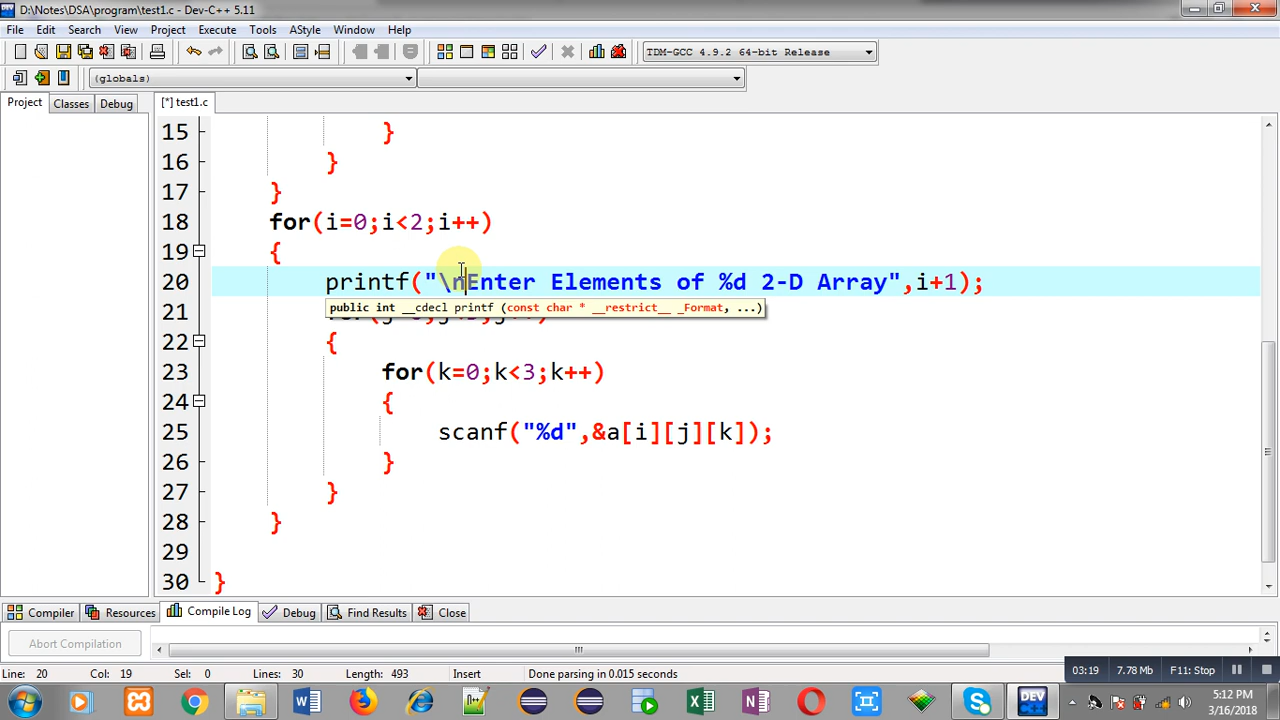 D:\Notes\DSA\program\test1.c - Dev-C++ 5.11
File Edit Search View Project Execute Tools AStyle Window Help
TDM-GCC 4.9.2 64-bit Release
(globals)
Project Classes Debug
[*] test1.c
15 }
16 }
17 }
18 for(i=0;i<2;i++)
19 {
20 printf("\nEnter Elements of %d 2-D Array",i+1);
public int __cdecl printf (const char * __restrict__ _Format, ...)
21
22 {
23 for(k=0;k<3;k++)
24 {
25 scanf("%d",&a[i][j][k]);
26 }
27 }
28 }
29
30 }
Compiler Resources Compile Log Debug Find Results Close
Abort Compilation
Line: 20 Col: 19 Sel: 0 Lines: 30 Length: 493 Insert Done parsing in 0.015 seconds
03:19 7.78 Mb F11: Stop
DEV
5:12 PM
3/16/2018